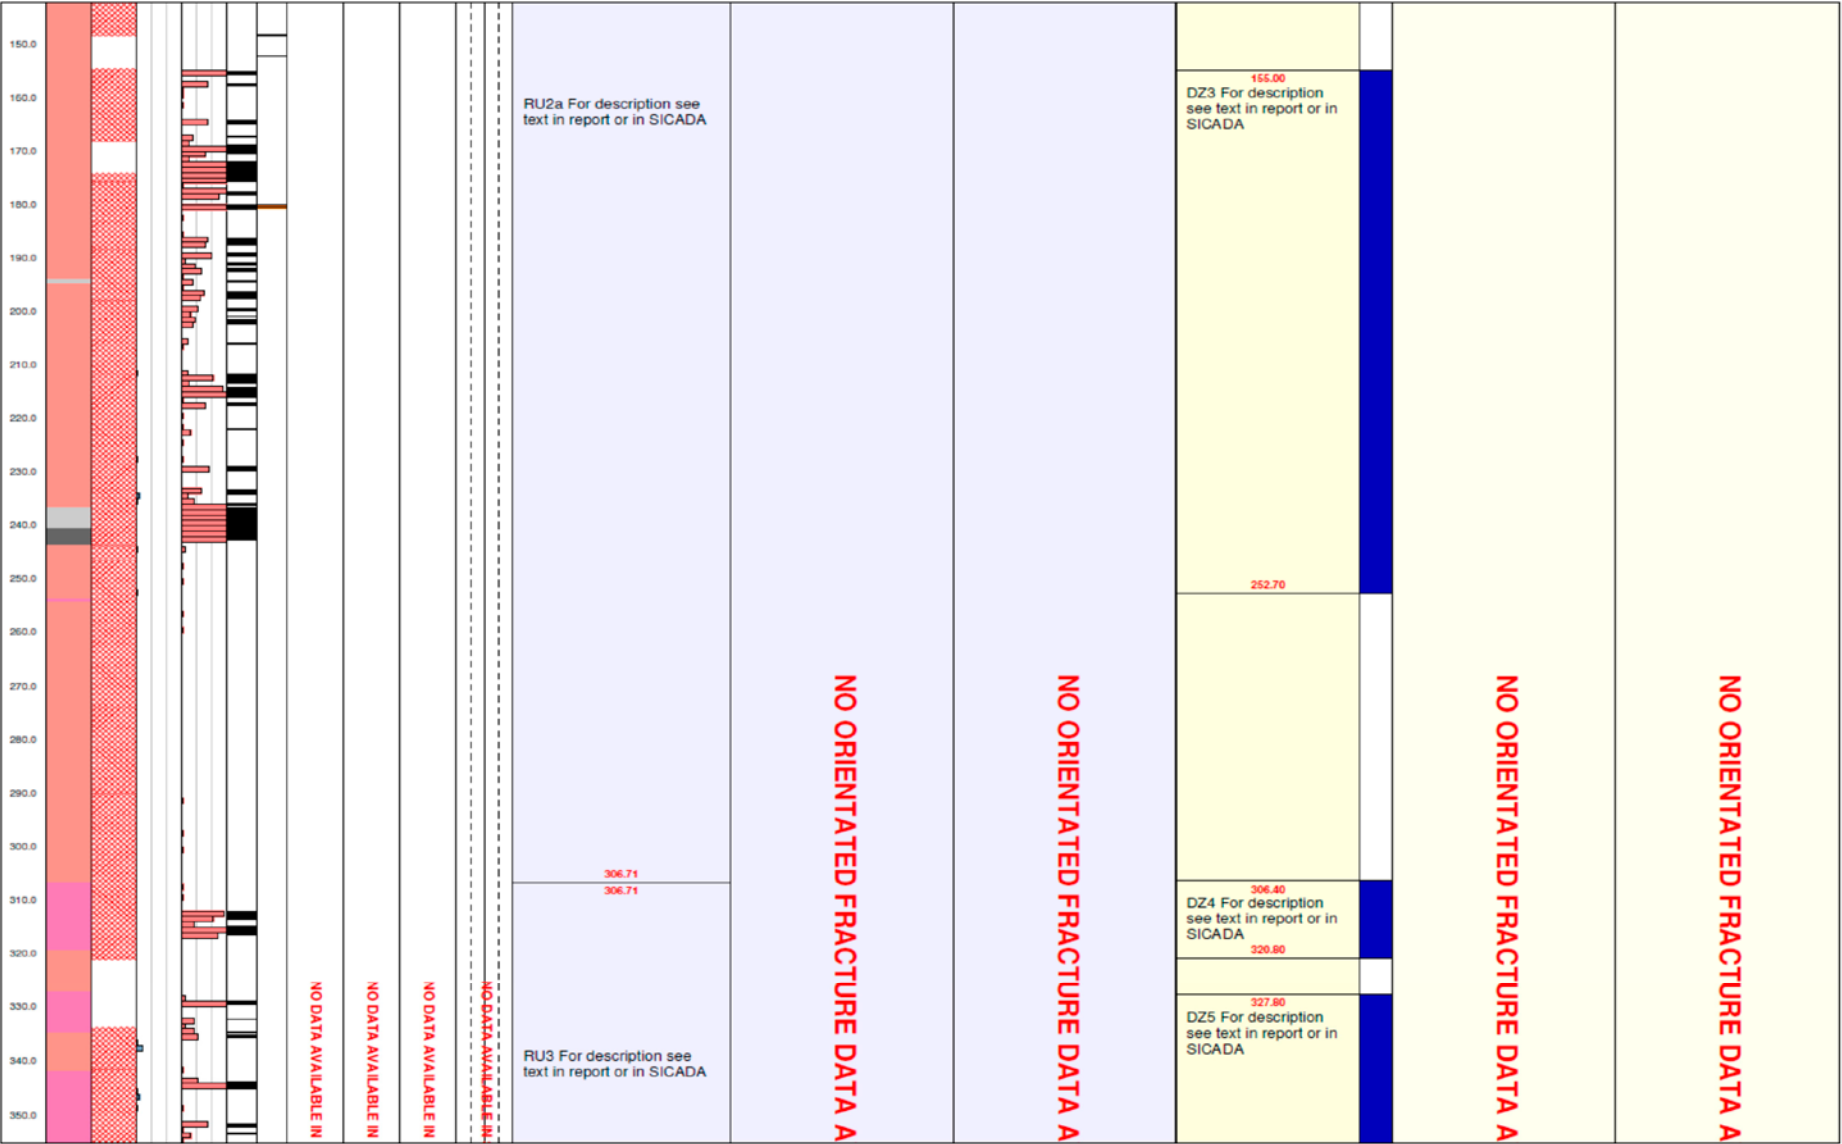 150.0
160.0
170.0
180.0
190.0
200.0
210.0
220.0
230.0
240.0
250.0
260.0
270.0
280.0
290.0
300.0
310.0
320.0
330.0
340.0
350.0
NO DATA AVAILABLE IN
NO DATA AVAILABLE IN
NO DATA AVAILABLE IN
NO DATA AVAILABLE IN
RU2a For description see
text in report or in SICADA
306.71
306.71
RU3 For description see
text in report or in SICADA
NO ORIENTATED FRACTURE DATA A
NO ORIENTATED FRACTURE DATA A
155.00
DZ3 For description
see text in report or in
SICADA
252.70
306.40
DZ4 For description
see text in report or in
SICADA
320.80
327.80
DZ5 For description
see text in report or in
SICADA
NO ORIENTATED FRACTURE DATA A
NO ORIENTATED FRACTURE DATA A